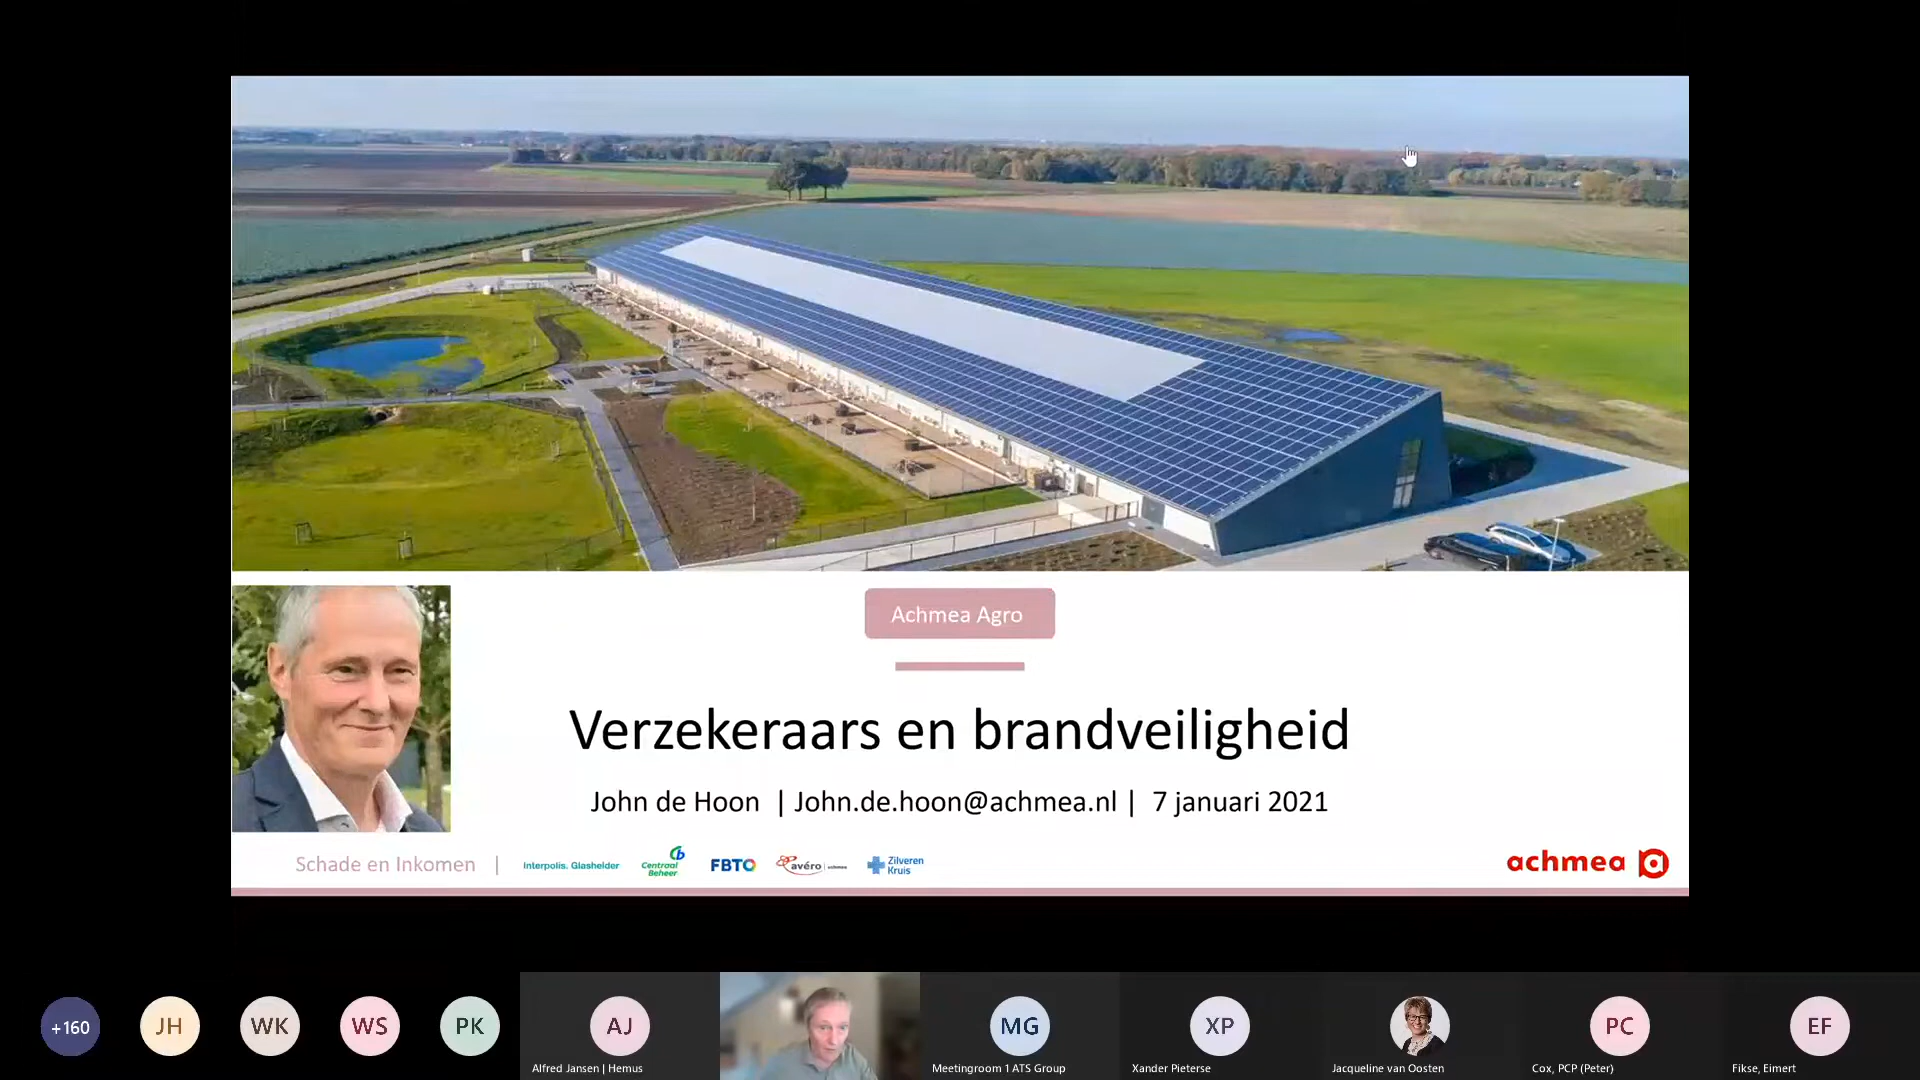 Achmea Agro
Verzekeraars en brandveiligheid
John de Hoon | John.de.hoon@achmea.nl | 7 januari 2021
Schade en Inkomen |
Interpolis. Glashelder
Centraal
Beheer
FBTO
avéro achmea
Zilveren
Kruis
achmea
+160
JH
WK
WS
PK
AJ
Alfred Jansen | Hemus
MG
Meetingroom 1 ATS Group
XP
Xander Pieterse
Jacqueline van Oosten
PC
Cox, PCP (Peter)
EF
Fikse, Eimert